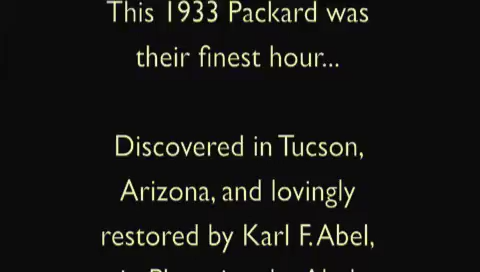 This 1933 Packard was
their finest hour...
Discovered in Tucson,
Arizona, and lovingly
restored by Karl F. Abel,